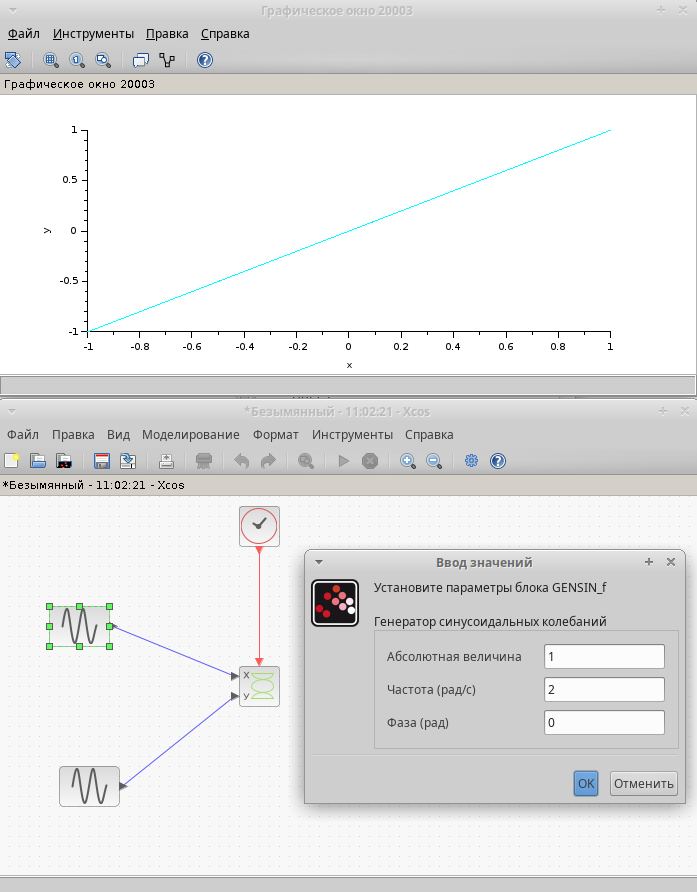 Графическое окно 20003
Файл Инструменты Правка Справка
Графическое окно 20003
1
0.5
0
-0.5
-1
y
-1 -0.8 -0.6 -0.4 -0.2 0 0.2 0.4 0.6 0.8 1
x
*Безымянный - 11:02:21 - Xcos
Файл Правка Вид Моделирование Формат Инструменты Справка
*Безымянный - 11:02:21 - Xcos
X
У
Ввод значений
Установите параметры блока GENSIN_f
Генератор синусоидальных колебаний
Абсолютная величина 1
Частота (рад/с) 2
Фаза (рад) 0
OK Отменить